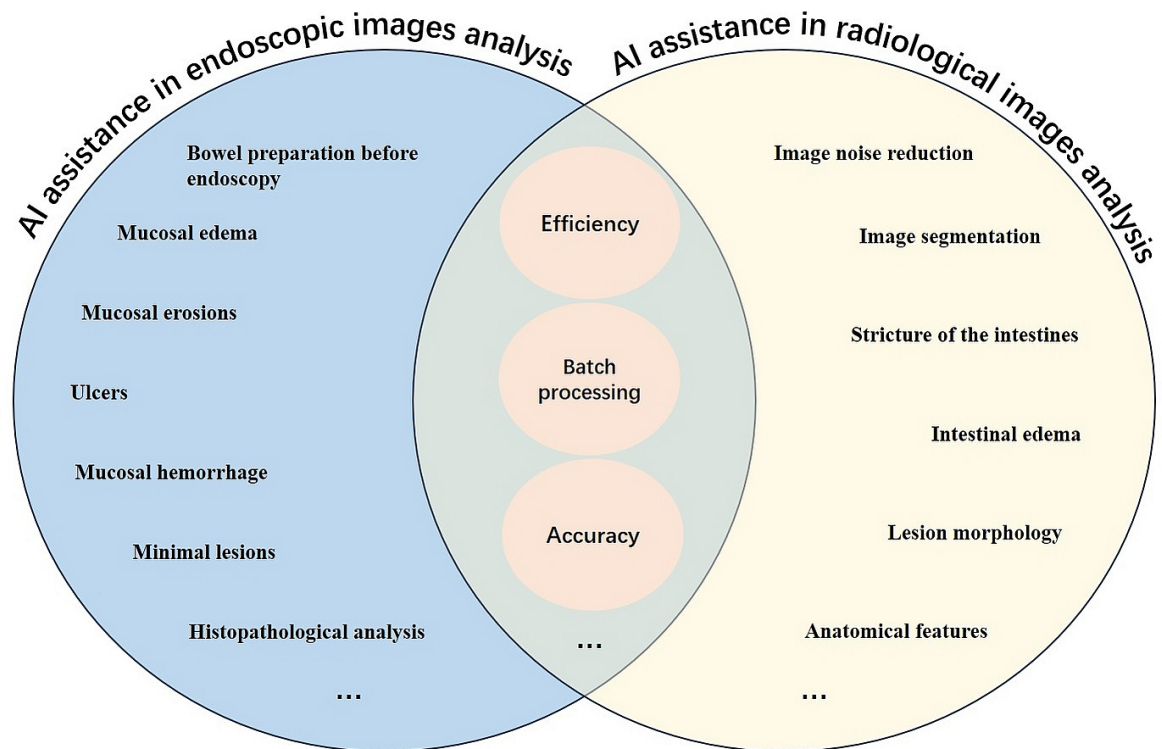 AI assistance in endoscopic images analysis
AI assistance in radiological images analysis
Bowel preparation before
endoscopy
Mucosal edema
Mucosal erosions
Ulcers
Mucosal hemorrhage
Minimal lesions
Histopathological analysis
...
Efficiency
Batch
processing
Accuracy
...
Image noise reduction
Image segmentation
Stricture of the intestines
Intestinal edema
Lesion morphology
Anatomical features
...